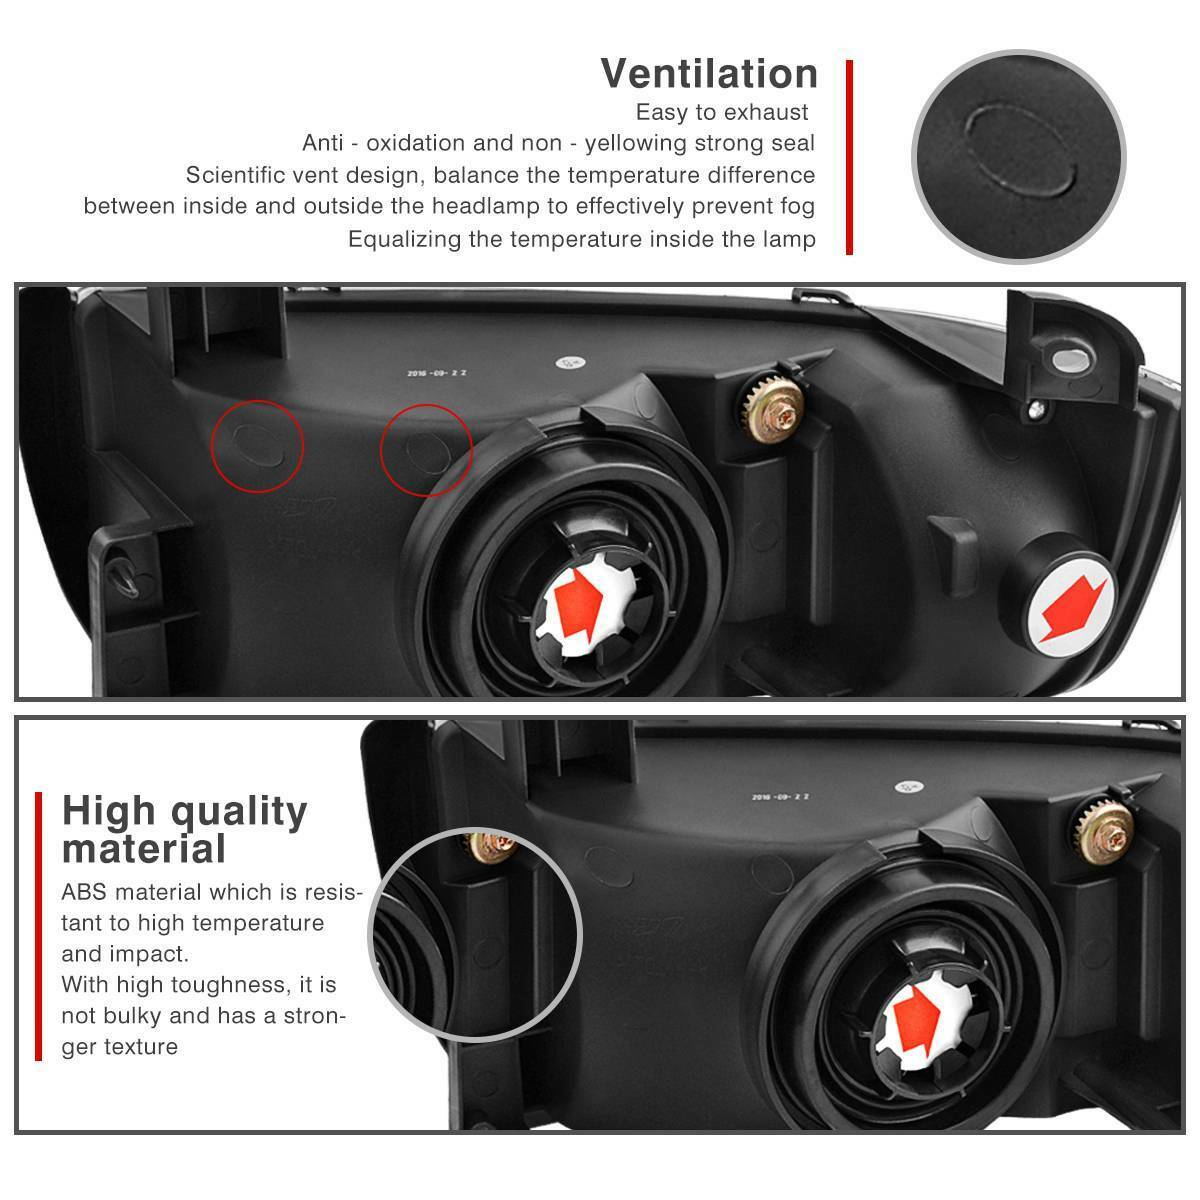 Ventilation
Easy to exhaust
Anti - oxidation and non - yellowing strong seal
Scientific vent design, balance the temperature difference
between inside and outside the headlamp to effectively prevent fog
Equalizing the temperature inside the lamp
2016 -09- 2 2
High quality
material
ABS material which is resis-
tant to high temperature
and impact.
With high toughness, it is
not bulky and has a stron-
ger texture
2016 -09- 2 2